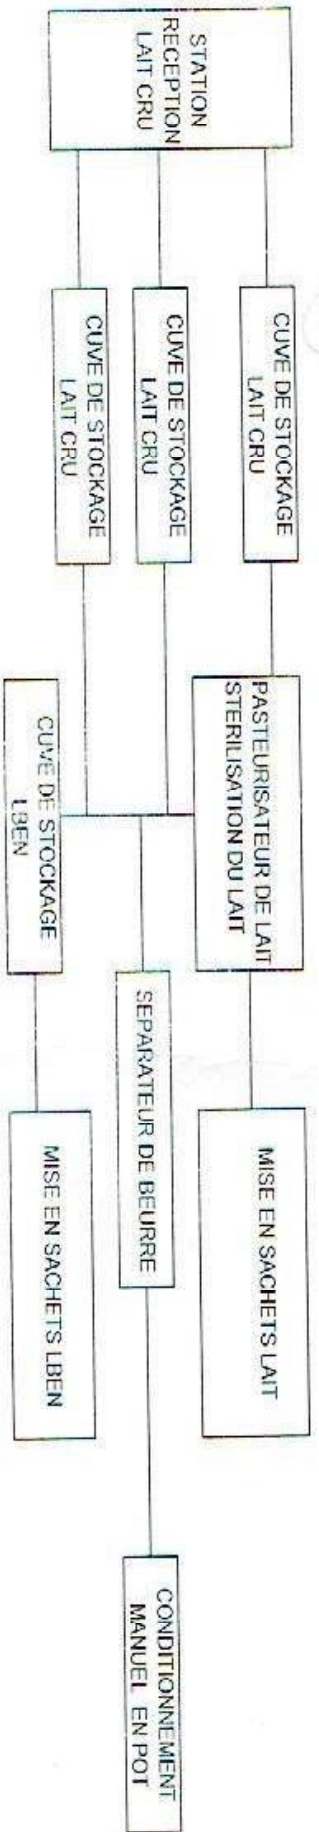 STATION
RECEPTION
LAIT CRU
CUVE DE STOCKAGE
LAIT CRU
CUVE DE STOCKAGE
LAIT CRU
CUVE DE STOCKAGE
LAIT CRU
PASTEURISATEUR DE LAIT
STERILISATION DU LAIT
CUVE DE STOCKAGE
LBEN
SEPARATEUR DE BEURRE
MISE EN SACHETS LAIT
MISE EN SACHETS LBEN
CONDITIONNEMENT
MANUEL EN POT